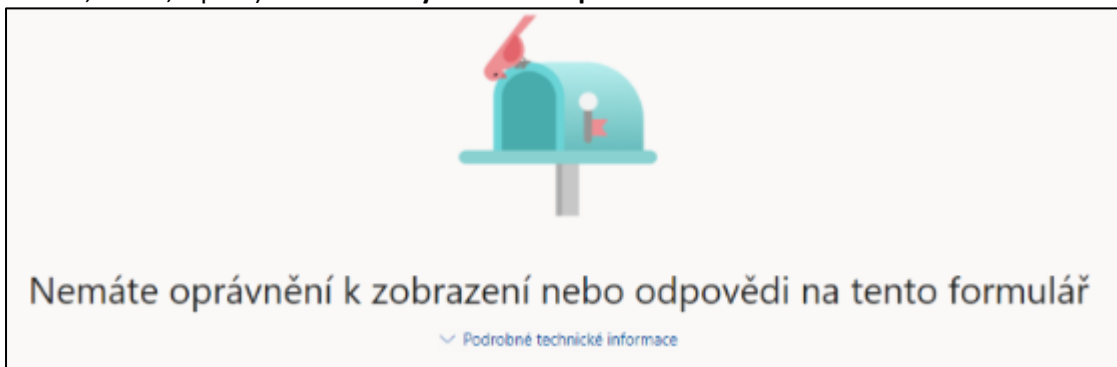 Nemáte oprávnění k zobrazení nebo odpovědi na tento formulář
Podrobné technické informace